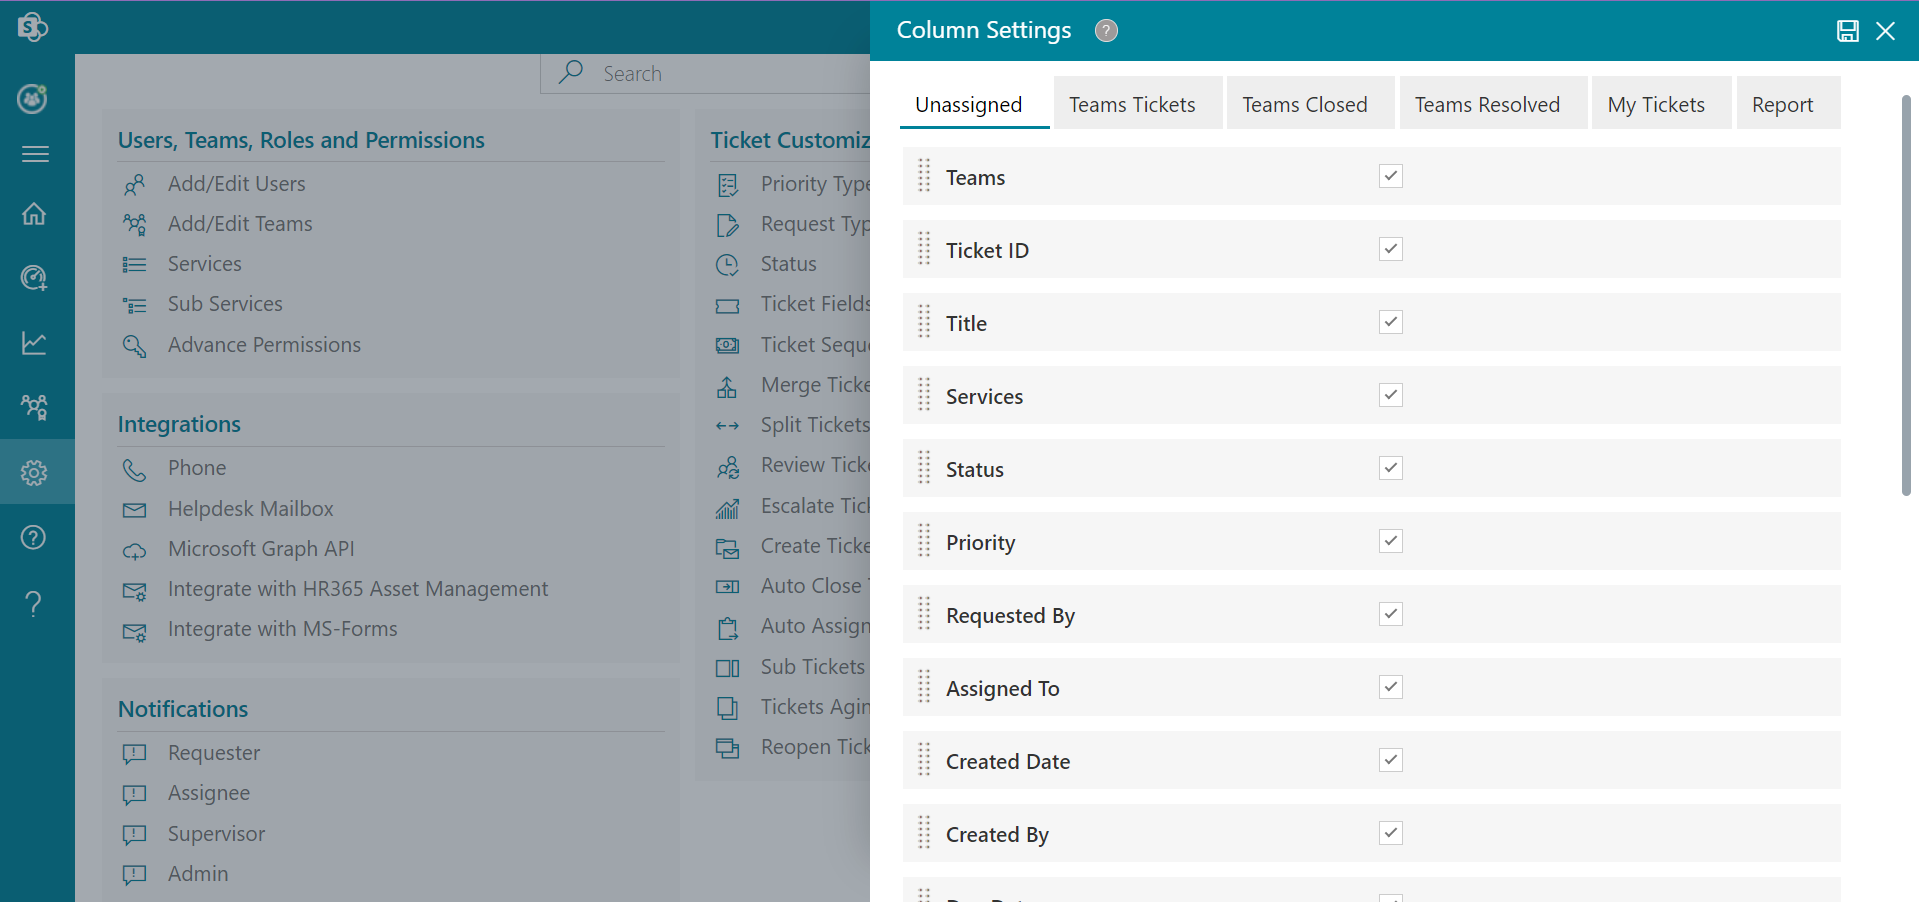 Column Settings
Search
Unassigned
Teams Tickets
Teams Closed
Teams Resolved
My Tickets
Report
Users, Teams, Roles and Permissions
Add/Edit Users
Add/Edit Teams
Services
Sub Services
Advance Permissions
Integrations
Phone
Helpdesk Mailbox
Microsoft Graph API
Integrate with HR365 Asset Management
Integrate with MS-Forms
Notifications
Requester
Assignee
Supervisor
Admin
Ticket Customiz
Priority Type
Request Typ
Status
Ticket Fields
Ticket Sequ
Merge Ticke
Split Tickets
Review Ticke
Escalate Tick
Create Ticke
Auto Close
Auto Assign
Sub Tickets
Tickets Agin
Reopen Tick
Teams
Ticket ID
Title
Services
Status
Priority
Requested By
Assigned To
Created Date
Created By